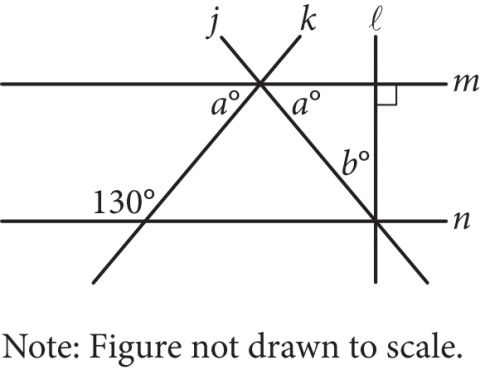 j k ℓ
m
a° a°
b°
130°
n
Note: Figure not drawn to scale.